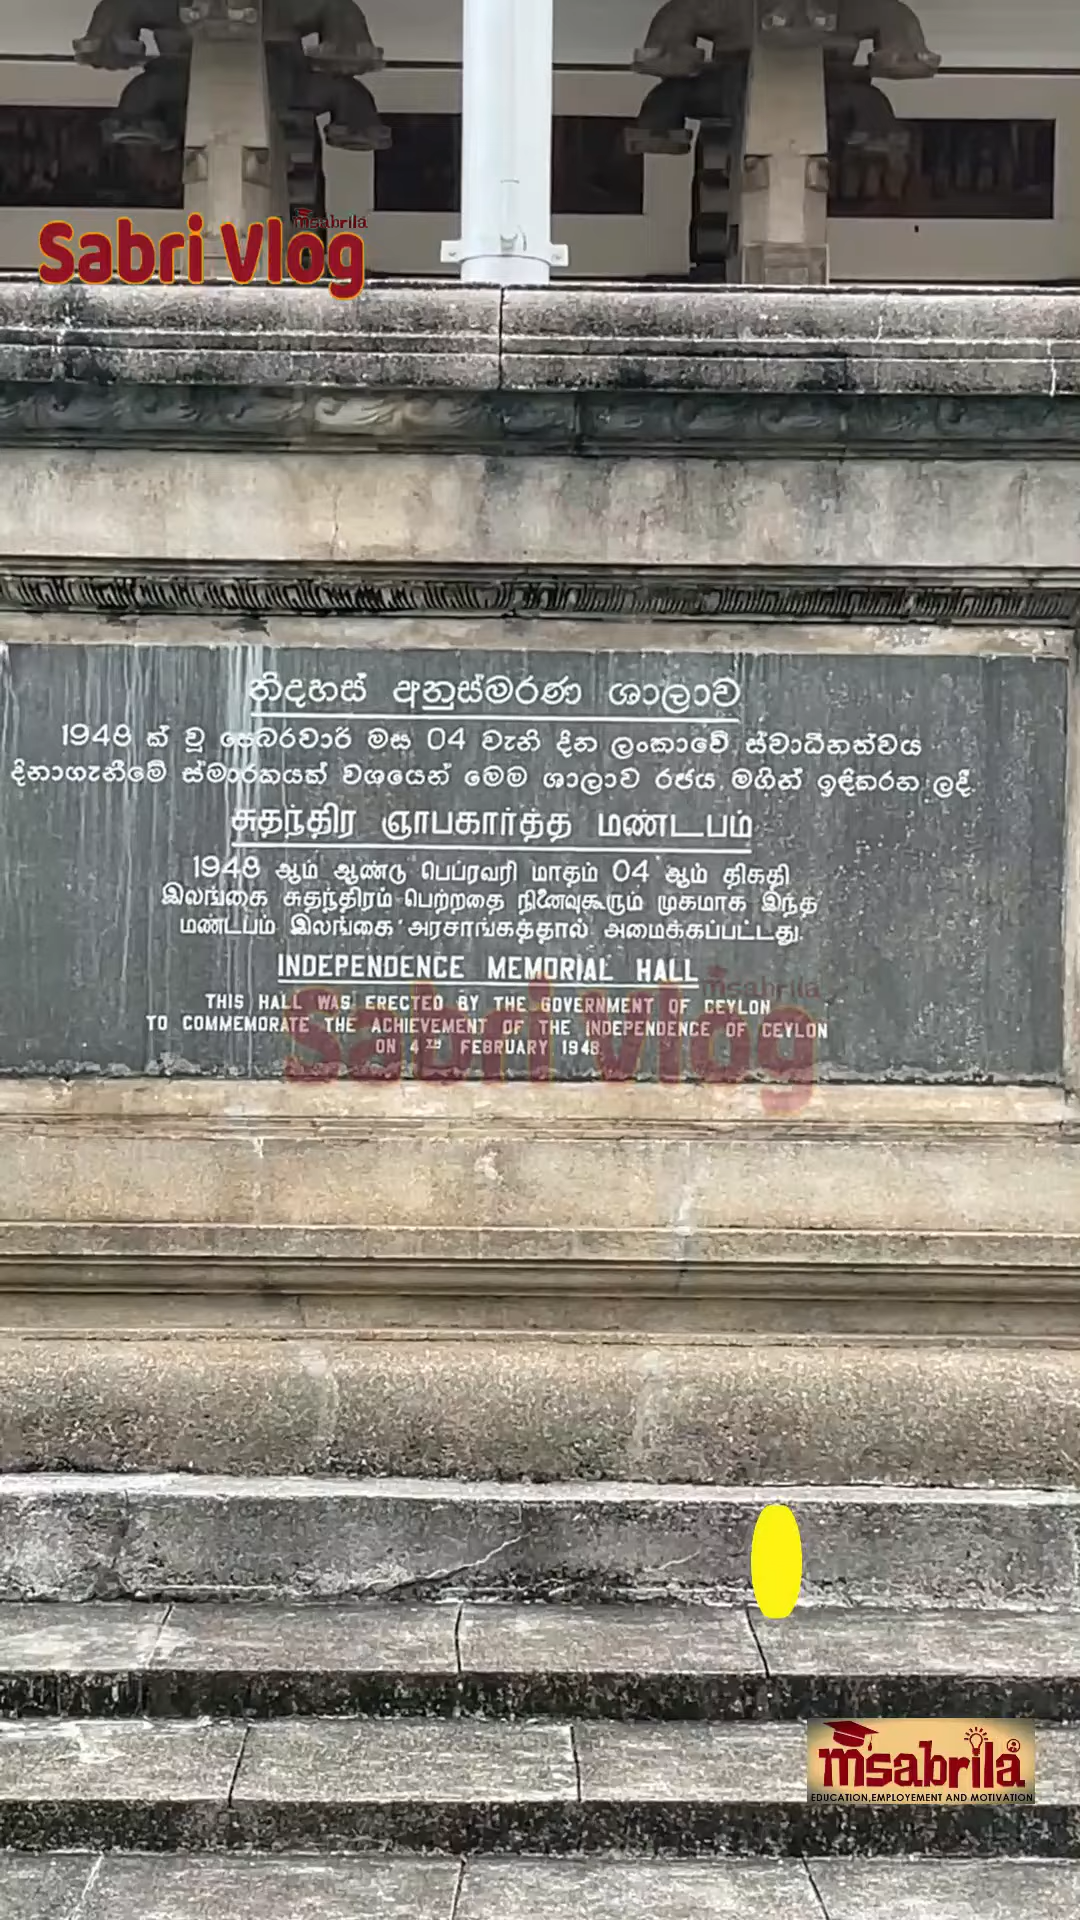 msabrila
Sabri Vlog
නිදහස් අනුස්මරණ ශාලාව
1948 ක් වූ පෙබරවාරි මස 04 වැනි දින ලංකාවේ ස්වාධීනත්වය
දිනාගැනීමේ ස්මාරකයක් වශයෙන් මෙම ශාලාව රජය මගින් ඉදිකරන ලදී.
சுதந்திர ஞாபகார்த்த மண்டபம்
1948 ஆம் ஆண்டு பெப்ரவரி மாதம் 04 ஆம் திகதி
இலங்கை சுதந்திரம் பெற்றதை நினைவுகூரும் முகமாக இந்த
மண்டபம் இலங்கை அரசாங்கத்தால் அமைக்கப்பட்டது.
INDEPENDENCE MEMORIAL HALL
THIS HALL WAS ERECTED BY THE GOVERNMENT OF CEYLON
TO COMMEMORATE THE ACHIEVEMENT OF THE INDEPENDENCE OF CEYLON
ON 4TH FEBRUARY 1948.
msabrila
Sabri Vlog
msabrila
EDUCATION,EMPLOYEMENT AND MOTIVATION